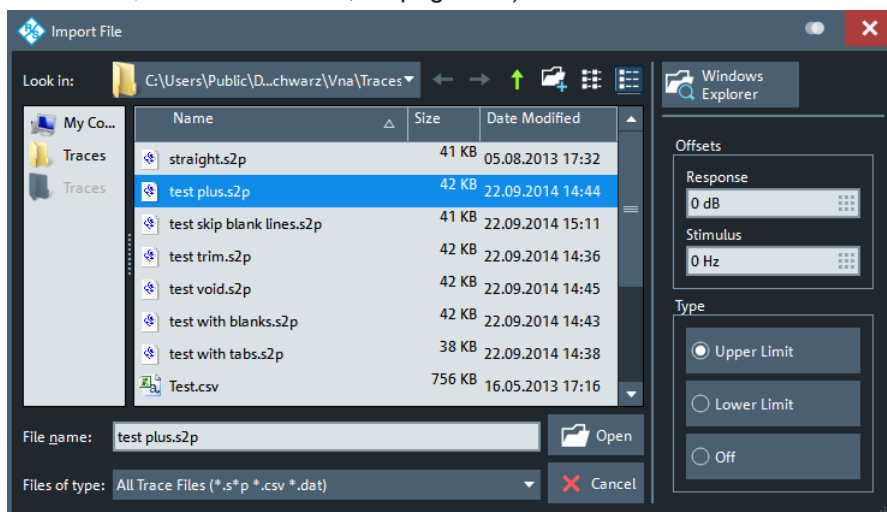 Import File
Look in:
C:\Users\Public\D...chwarz\Vna\Traces
Windows
Explorer
My Co...
Traces
Traces
Name Size Date Modified
straight.s2p 41 KB 05.08.2013 17:32
test plus.s2p 42 KB 22.09.2014 14:44
test skip blank lines.s2p 41 KB 22.09.2014 15:11
test trim.s2p 42 KB 22.09.2014 14:36
test void.s2p 42 KB 22.09.2014 14:45
test with blanks.s2p 42 KB 22.09.2014 14:43
test with tabs.s2p 38 KB 22.09.2014 14:38
Test.csv 756 KB 16.05.2013 17:16
File name: test plus.s2p Open
Files of type: All Trace Files (*.s*p *.csv *.dat) Cancel
Offsets
Response
0 dB
Stimulus
0 Hz
Type
Upper Limit
Lower Limit
Off